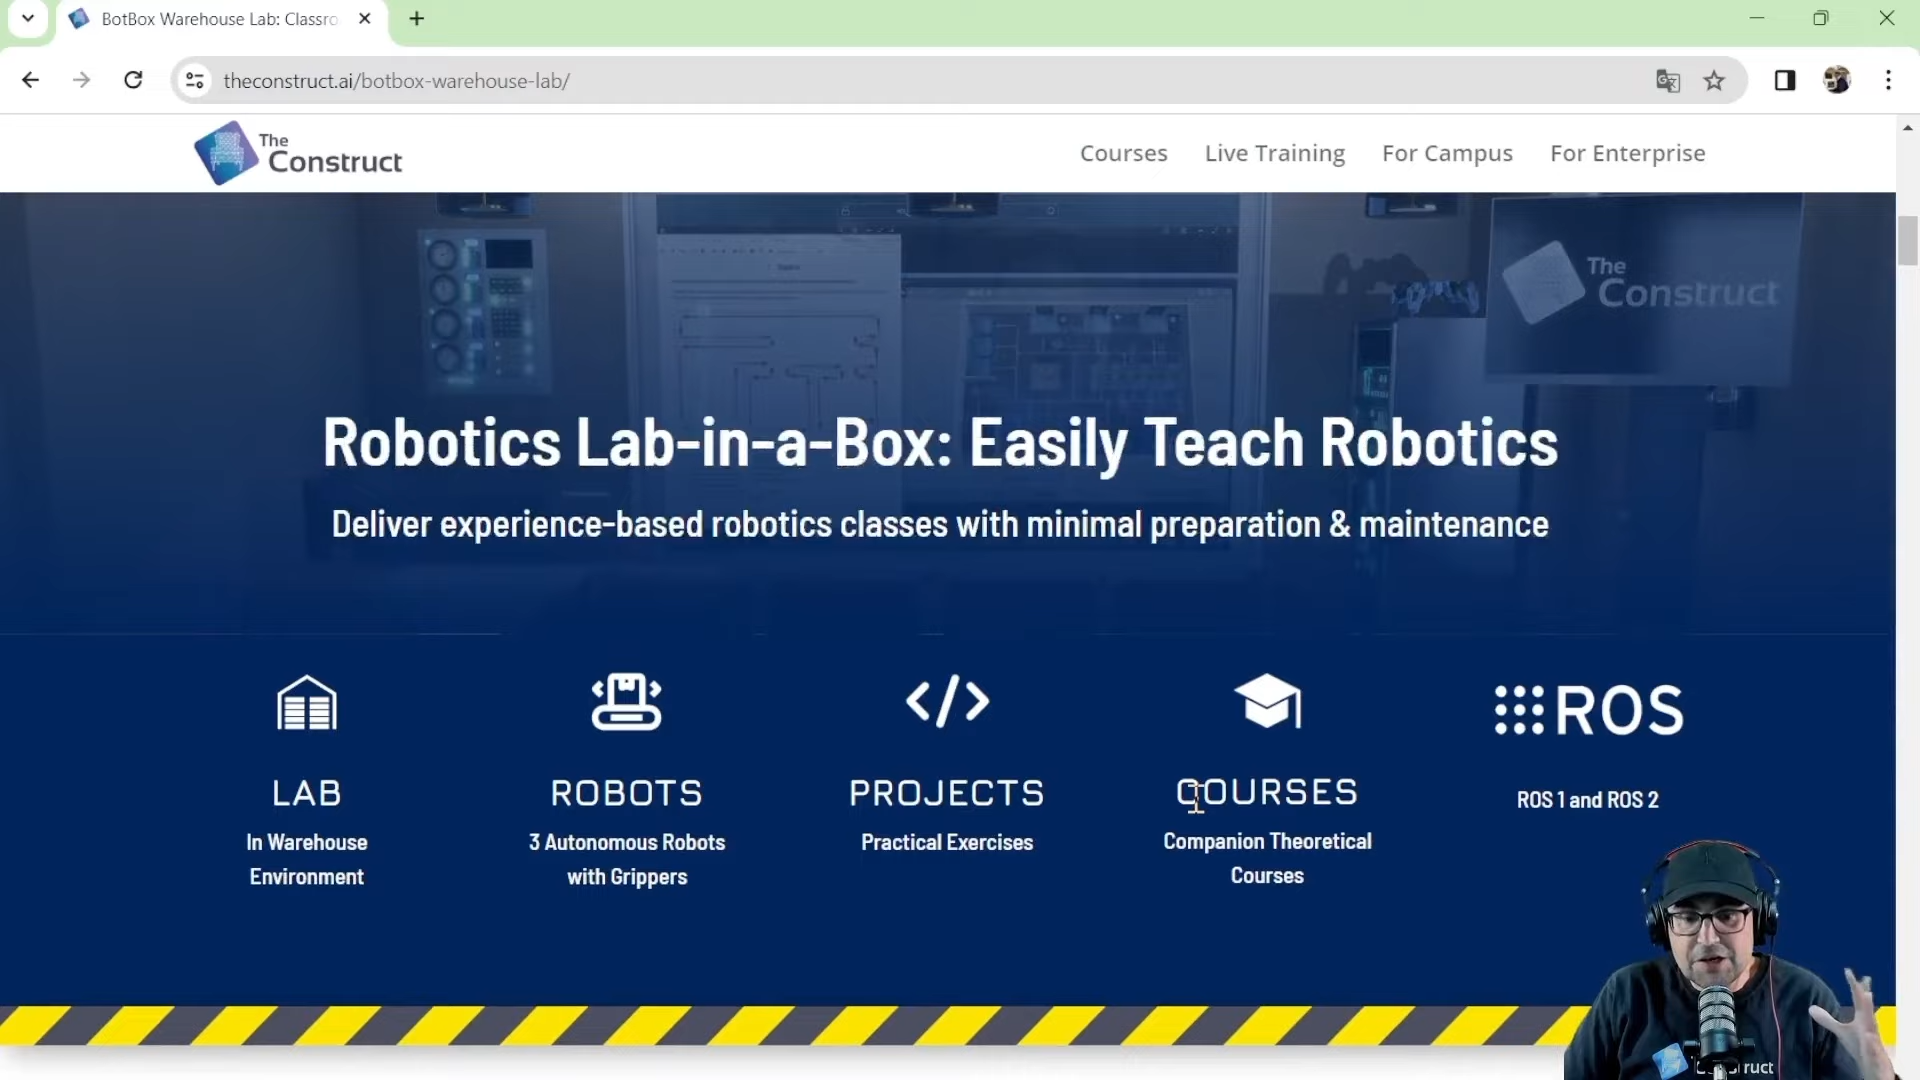 BotBox Warehouse Lab: Classro
theconstruct.ai/botbox-warehouse-lab/
The
Construct
Courses
Live Training
For Campus
For Enterprise
The
Construct
Robotics Lab-in-a-Box: Easily Teach Robotics
Deliver experience-based robotics classes with minimal preparation & maintenance
ROS
LAB
In Warehouse
Environment
ROBOTS
3 Autonomous Robots
with Grippers
PROJECTS
Practical Exercises
COURSES
Companion Theoretical
Courses
ROS 1 and ROS 2